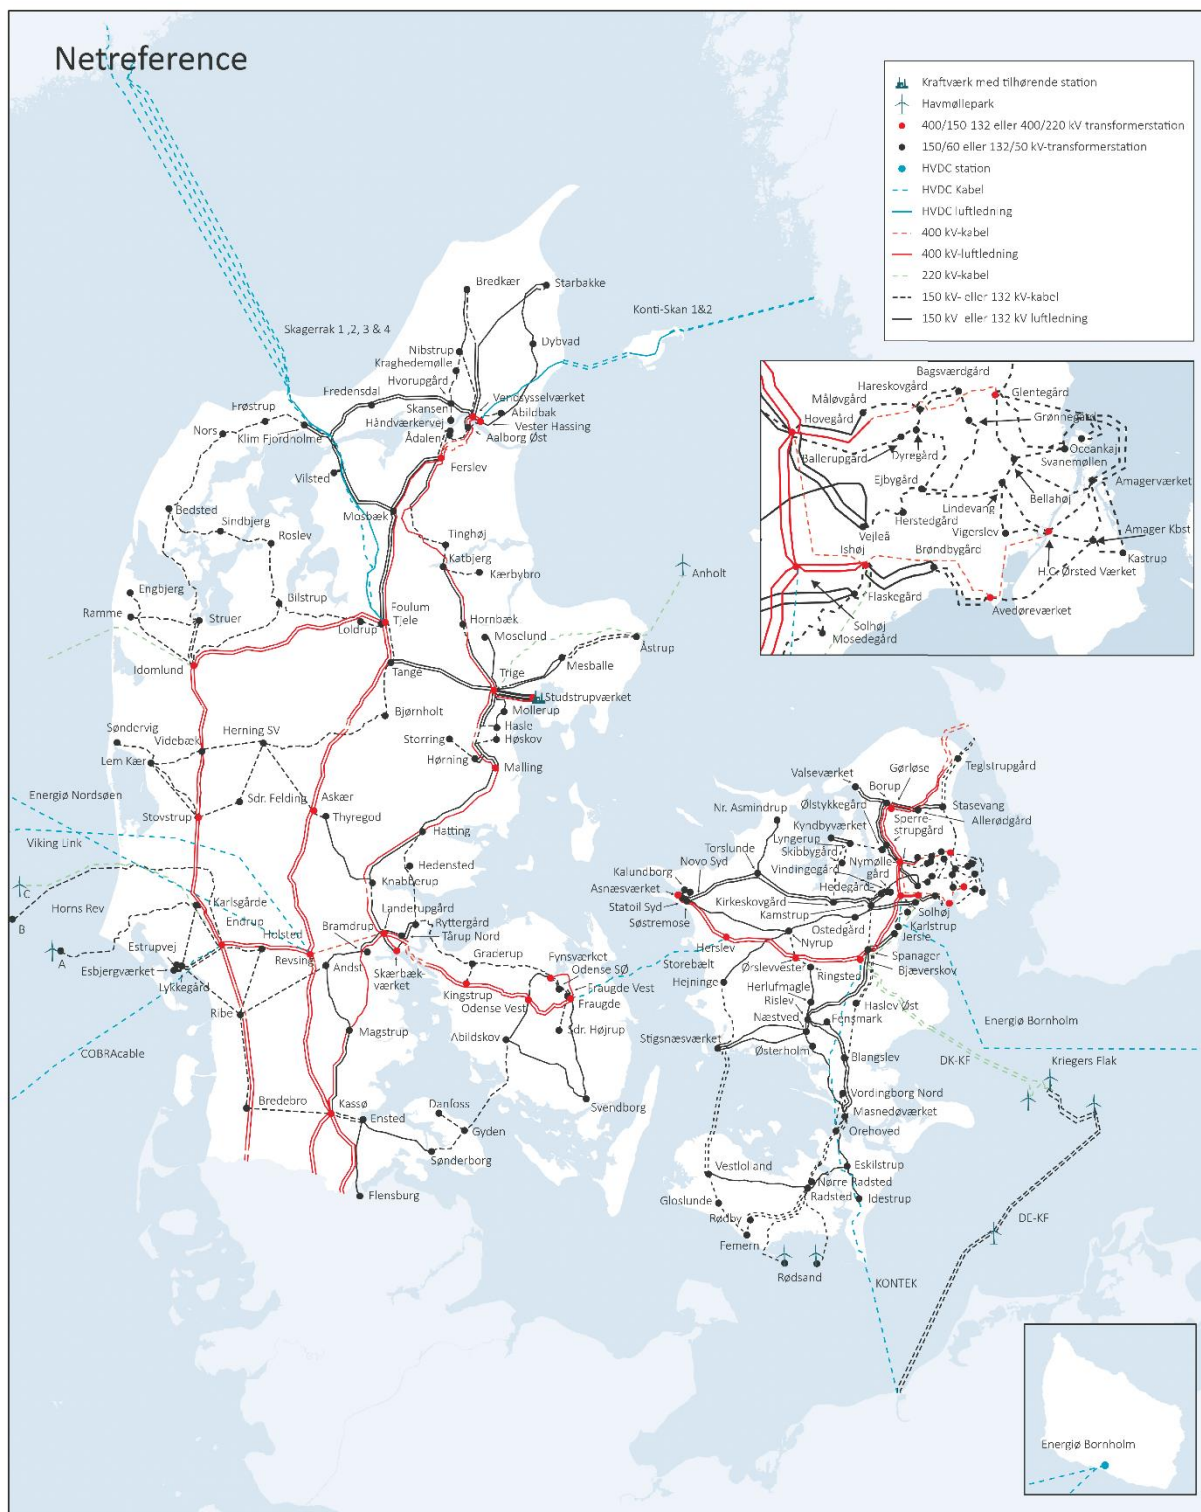 Netreference
Kraftværk med tilhørende station
Havmøllepark
400/150-132 eller 400/220 kV transformerstation
150/60 eller 132/50 kV-transformerstation
HVDC station
HVDC Kabel
HVDC luftledning
400 kV-kabel
400 kV-luftledning
220 kV-kabel
150 kV- eller 132 kV-kabel
150 kV eller 132 kV luftledning
Skagerrak 1 ,2, 3 & 4
Konti-Skan 1&2
Bredkær
Starbakke
Nibstrup
Dybvad
Kraghedemølle
Hvorupgård
Fredensdal
Vendsysselværket
Skansen
Abildbak
Håndværkervej
Vester Hassing
Ådalen
Aalborg Øst
Frøstrup
Nors
Klim Fjordholme
Ferslev
Vilsted
Mosbæk
Bedsted
Sindbjerg
Roslev
Tinghøj
Katbjerg
Kærbybro
Anholt
Engbjerg
Ramme
Struer
Bilstrup
Foulum
Loldrup
Tjele
Hornbæk
Moselund
Åstrup
Mesballe
Idomlund
Tange
Trige
Studstrupværket
Mollerup
Bjørnholt
Hasle
Høskov
Storring
Hørning
Malling
Søndervig
Videbæk
Herning SV
Lem Kær
Energiø Nordsøen
Sdr. Felding
Askær
Stovstrup
Thyregod
Viking Link
Hatting
Hedensted
Knabberup
C
Horns Rev
B
Karlsgårde
Landerupgård
Endrup
Bramdrup
Ryttergård
Tårup Nord
A
Estrupvej
Holsted
Revsing
Esbjergværket
Andst
Skærbæk-
værket
Graderup
Fynsværket
Odense SØ
Lykkegård
Kingstrup
Fraugde Vest
Odense Vest
Fraugde
Ribe
Magstrup
Sdr. Højrup
Abildskov
COBRAcable
Bredebro
Kassø
Ensted
Danfoss
Gyden
Svendborg
Sønderborg
Flensburg
Bagsværdgård
Hareskovgård
Glentegård
Måløvgård
Hovegård
Grønnegård
Oceankaj
Svanemøllen
Ballerupgård
Dyregård
Ejbygård
Bellahøj
Amagerværket
Lindevang
Herstedgård
Vigerslev
Amager Kbst
Vejleå
Ishøj
Brøndbygård
Kastrup
H.C. Ørsted Værket
Flaskegård
Avedøreværket
Solhøj
Mosedegård
Teglstrupgård
Gørløse
Valseværket
Borup
Ølstykkegård
Stasevang
Nr. Asmindrup
Allerødgård
Sperre-
strupgård
Kyndbyværket
Lyngerup
Torslunde
Skibbygård
Nymølle-
gård
Novo Syd
Vindingegård
Kalundborg
Hedegård
Asnæsværket
Kirkeskovgård
Statoil Syd
Kamstrup
Solhøj
Søstremose
Ostedgård
Karlstrup
Nyrup
Jersie
Herslev
Spanager
Storebælt
Ørslevvester
Bjæverskov
Ringsted
Hejninge
Herlufmagle
Rislev
Haslev Øst
Næstved
Fensmark
Energiø Bornholm
Stigsnæsværket
DK-KF
Kriegers Flak
Østerholm
Blangslev
Vordingborg Nord
Masnedøværket
Orehoved
Eskilstrup
Nørre Radsted
Gloslunde
Radsted
Idestrup
Rødby
Femern
Rødsand
KONTEK
Energiø Bornholm